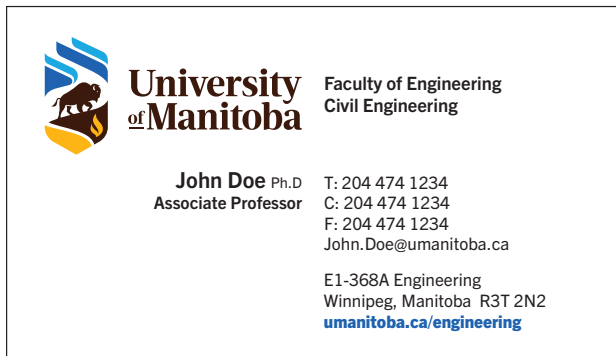 University
of Manitoba
Faculty of Engineering
Civil Engineering
John Doe Ph.D
Associate Professor
T: 204 474 1234
C: 204 474 1234
F: 204 474 1234
John.Doe@umanitoba.ca
E1-368A Engineering
Winnipeg, Manitoba  R3T 2N2
umanitoba.ca/engineering